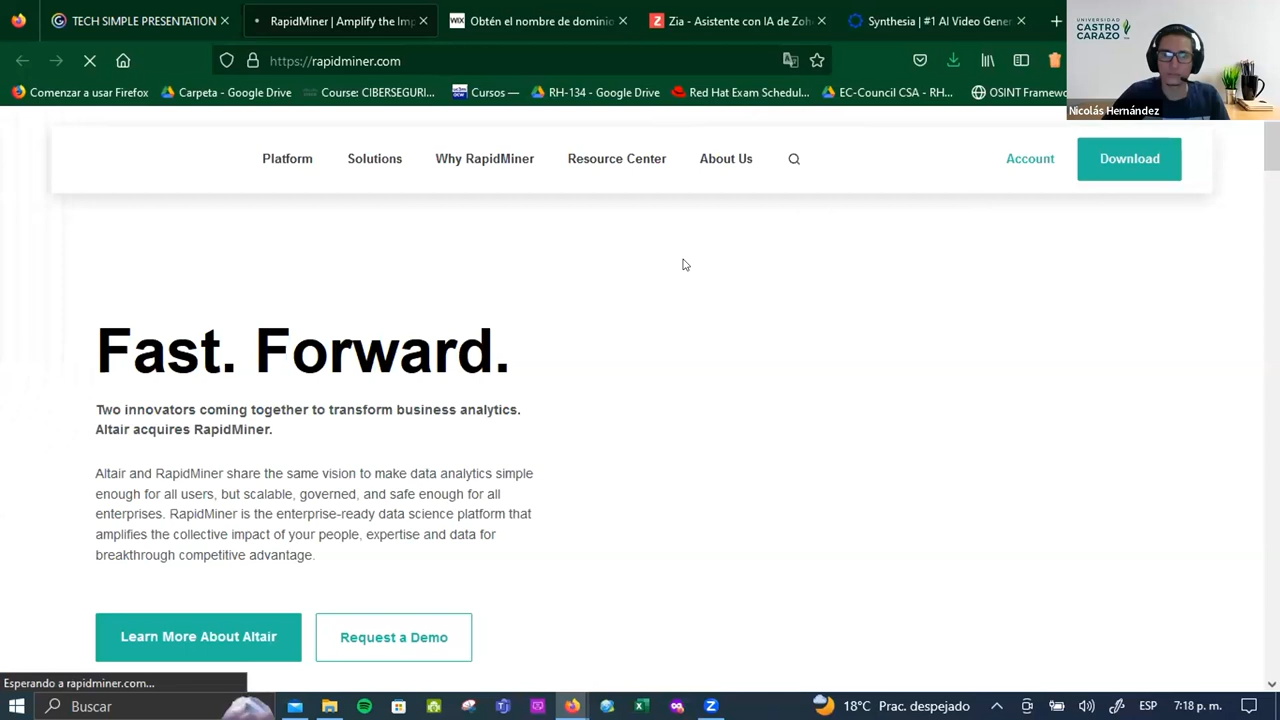 TECH SIMPLE PRESENTATION
RapidMiner | Amplify the Imp
WIX
Obtén el nombre de dominio
Zia - Asistente con IA de Zoh
Synthesia | #1 AI Video Gener
https://rapidminer.com
Comenzar a usar Firefox
Carpeta - Google Drive
Course: CIBERSEGURI...
Cursos —
RH-134 - Google Drive
Red Hat Exam Schedul...
EC-Council CSA - RH...
OSINT Framewo
UNIVERSIDAD
CASTRO
CARAZO
Nicolás Hernández
Platform
Solutions
Why RapidMiner
Resource Center
About Us
Account
Download
Fast. Forward.
Two innovators coming together to transform business analytics.
Altair acquires RapidMiner.
Altair and RapidMiner share the same vision to make data analytics simple
enough for all users, but scalable, governed, and safe enough for all
enterprises. RapidMiner is the enterprise-ready data science platform that
amplifies the collective impact of your people, expertise and data for
breakthrough competitive advantage.
Learn More About Altair
Request a Demo
Esperando a rapidminer.com...
Buscar
18°C Prac. despejado
ESP
7:18 p. m.